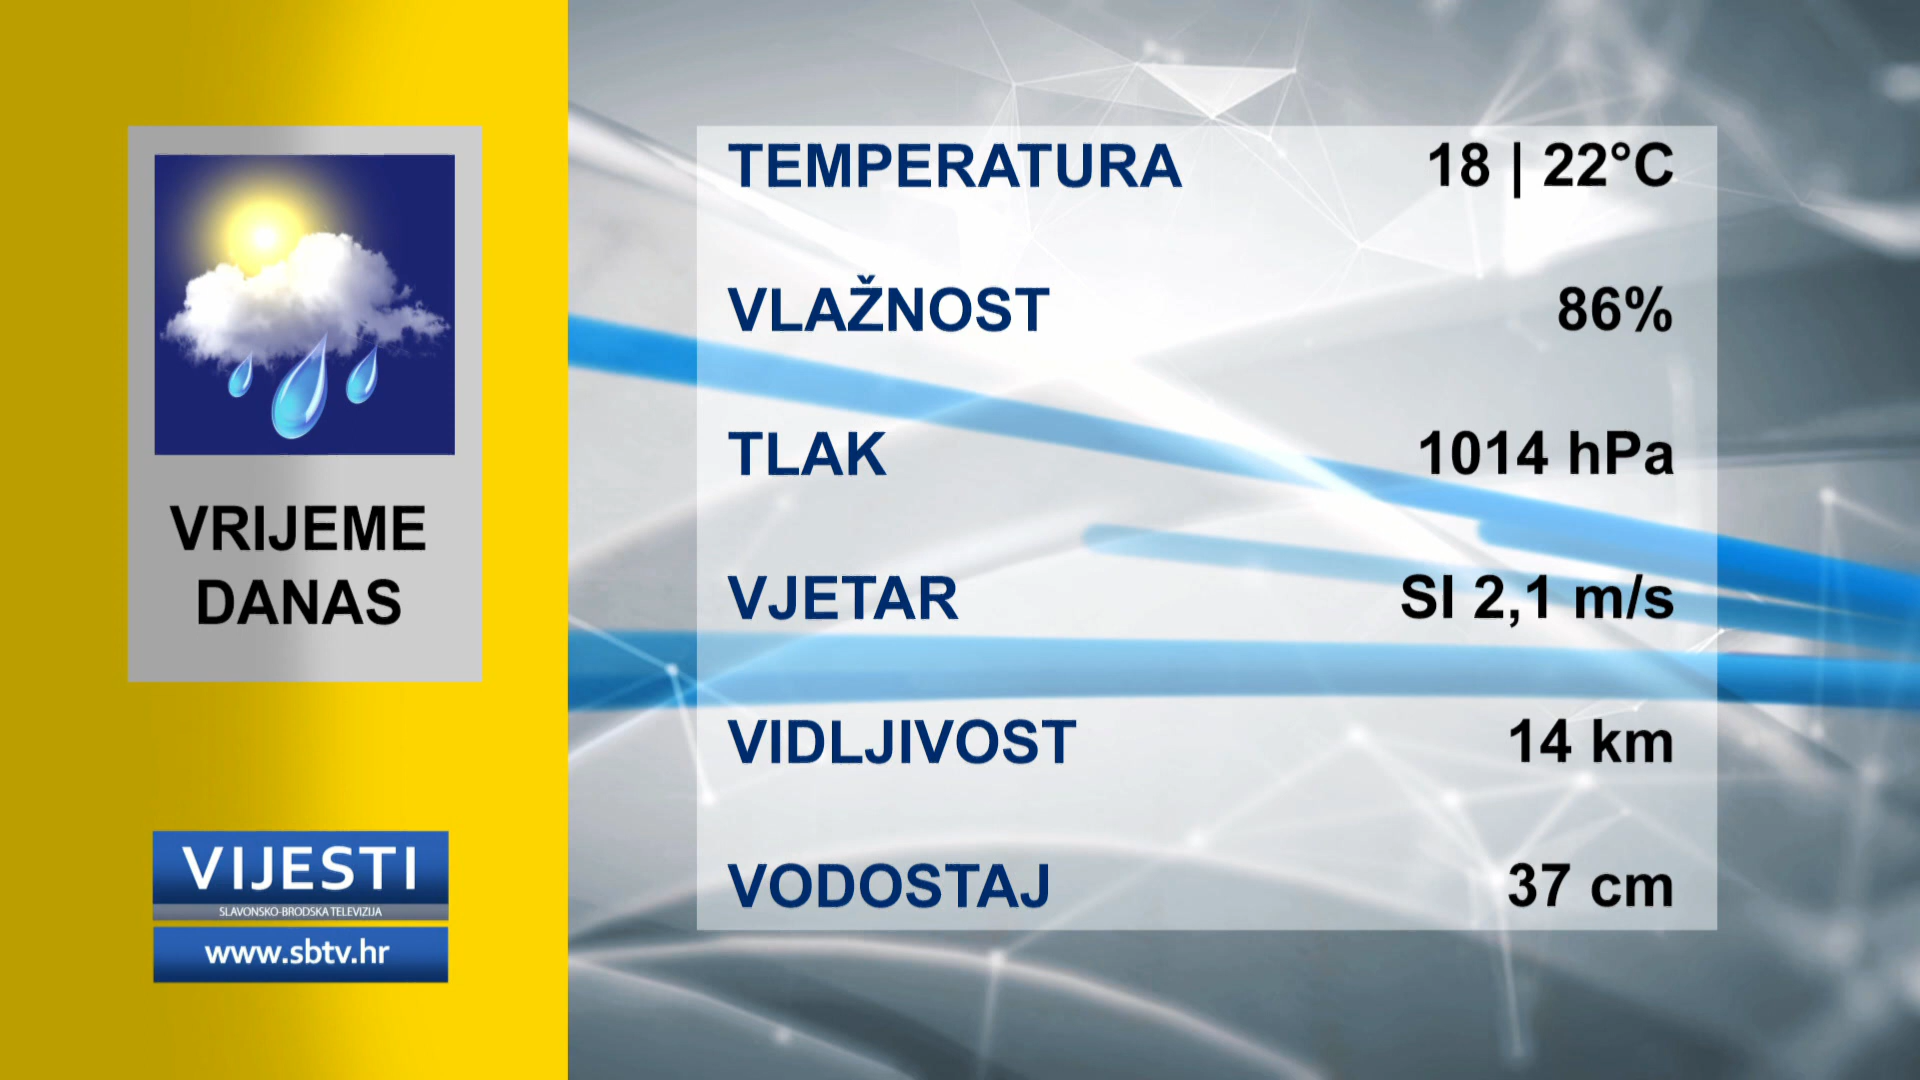 VRIJEME
DANAS
VIJESTI
SLAVONSKO-BRODSKA TELEVIZIJA
www.sbtv.hr
TEMPERATURA 18 | 22°C
VLAŽNOST 86%
TLAK 1014 hPa
VJETAR SI 2,1 m/s
VIDLJIVOST 14 km
VODOSTAJ 37 cm